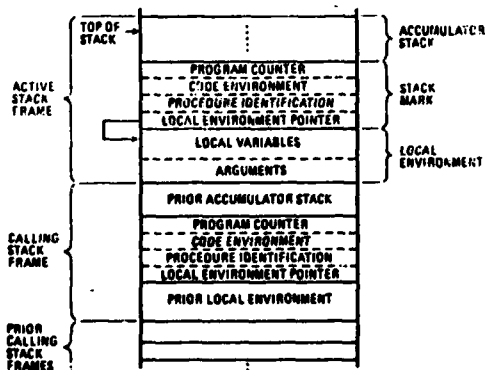 TOP OF
STACK
ACCUMULATOR
STACK
ACTIVE
STACK
FRAME
PROGRAM COUNTER
CODE ENVIRONMENT
PROCEDURE IDENTIFICATION
LOCAL ENVIRONMENT POINTER
STACK
MARK
LOCAL VARIABLES
ARGUMENTS
LOCAL
ENVIRONMENT
CALLING
STACK
FRAME
PRIOR ACCUMULATOR STACK
PROGRAM COUNTER
CODE ENVIRONMENT
PROCEDURE IDENTIFICATION
LOCAL ENVIRONMENT POINTER
PRIOR LOCAL ENVIRONMENT
PRIOR
CALLING
STACK
FRAMES